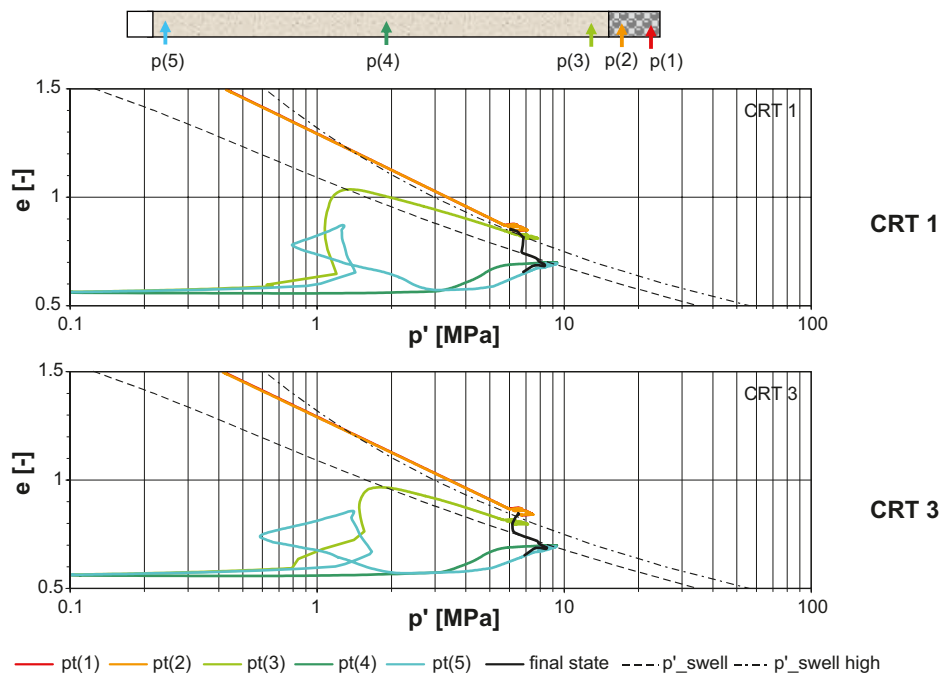 p(5) p(4) p(3) p(2) p(1)
1.5
CRT 1
e [-]
1
CRT 1
0.5
0.1 1 10 100
p' [MPa]
1.5
CRT 3
e [-]
1
CRT 3
0.5
0.1 1 10 100
p' [MPa]
pt(1) pt(2) pt(3) pt(4) pt(5) final state p'_swell p'_swell high